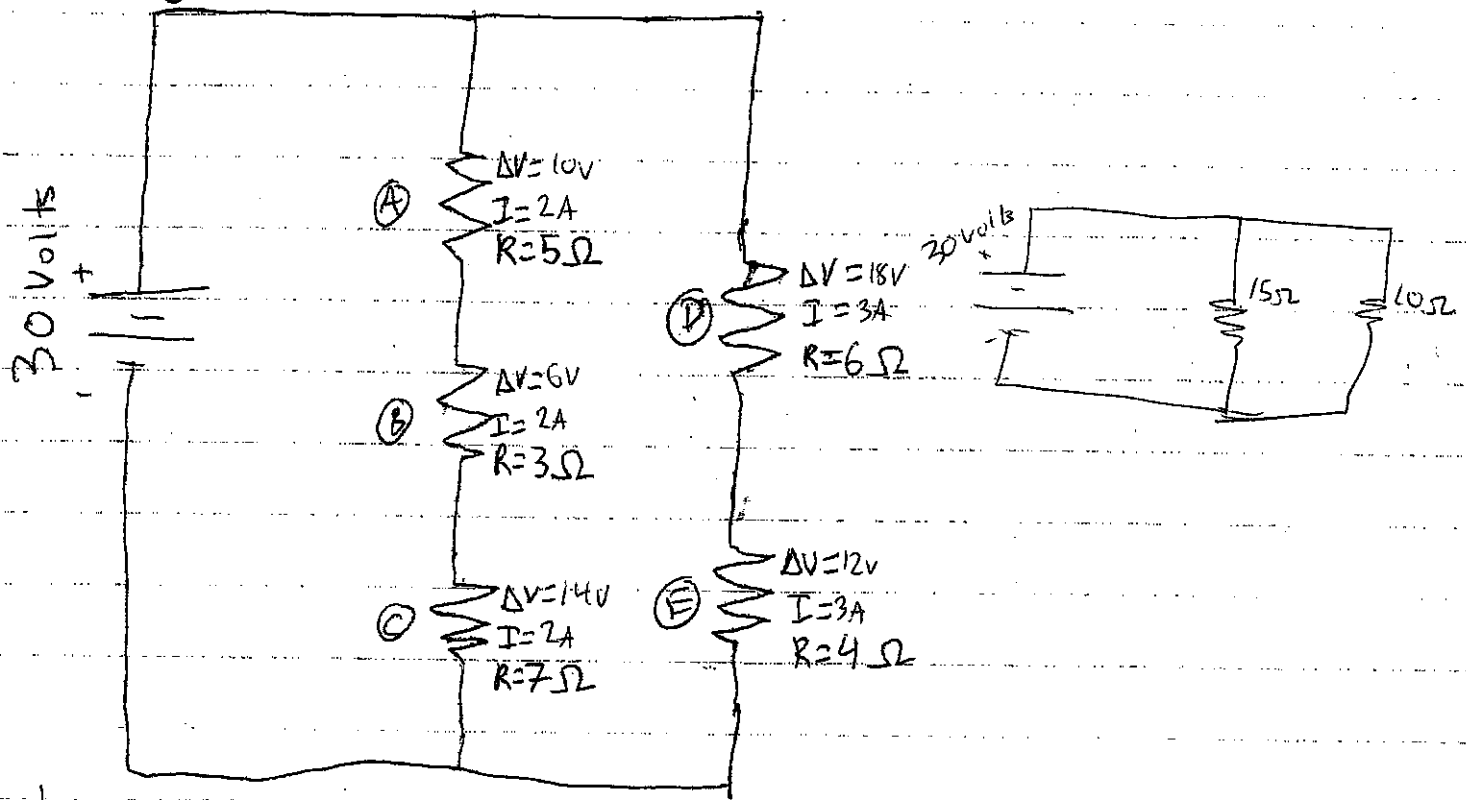 30 volts
+
-
-
A
ΔV=10V
I=2A
R=5Ω
B
ΔV=6V
I=2A
R=3Ω
C
ΔV=14V
I=2A
R=7Ω
D
ΔV=18V
I=3A
R=6Ω
E
ΔV=12V
I=3A
R=4Ω
30 volts
+
-
-
15Ω
10Ω